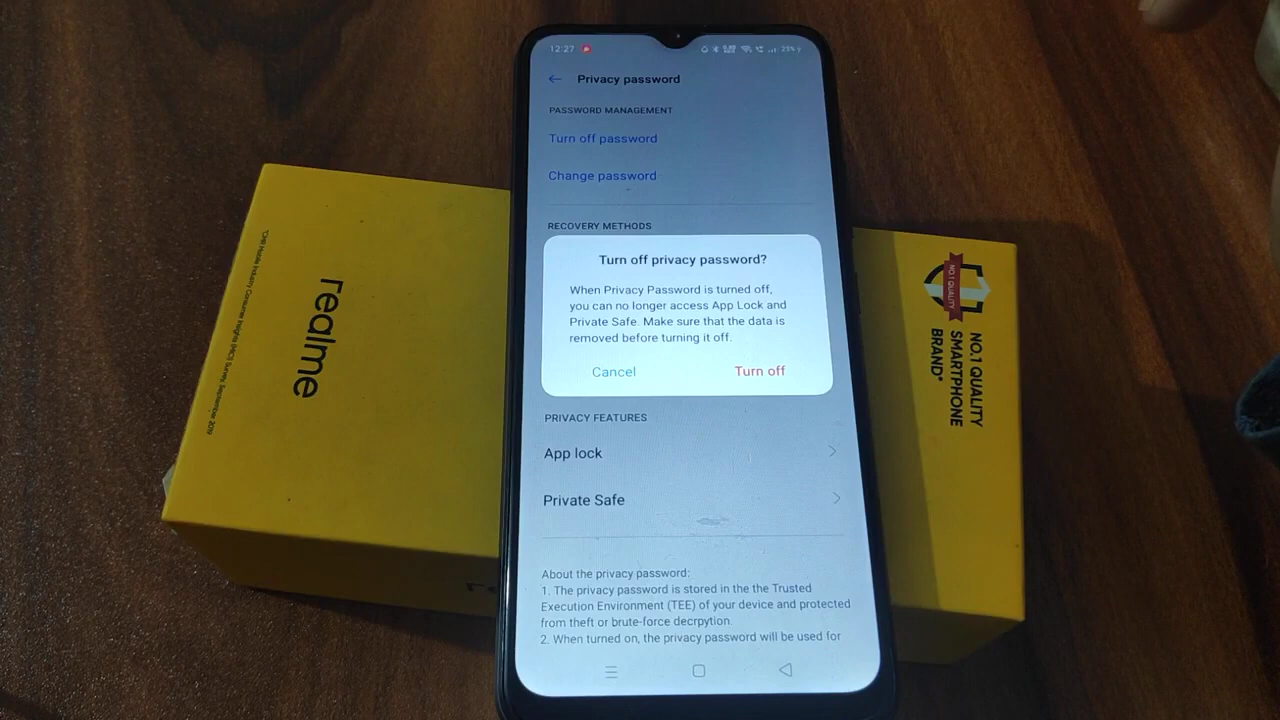 12:27
25%
Privacy password
PASSWORD MANAGEMENT
Turn off password
Change password
RECOVERY METHODS
Turn off privacy password?
When Privacy Password is turned off,
you can no longer access App Lock and
Private Safe. Make sure that the data is
removed before turning it off.
Cancel
Turn off
PRIVACY FEATURES
App lock
Private Safe
About the privacy password:
1. The privacy password is stored in the the Trusted
Execution Environment (TEE) of your device and protected
from theft or brute-force decrpytion.
2. When turned on, the privacy password will be used for
realme
NO.1 QUALITY
NO.1 QUALITY
SMARTPHONE
BRAND*